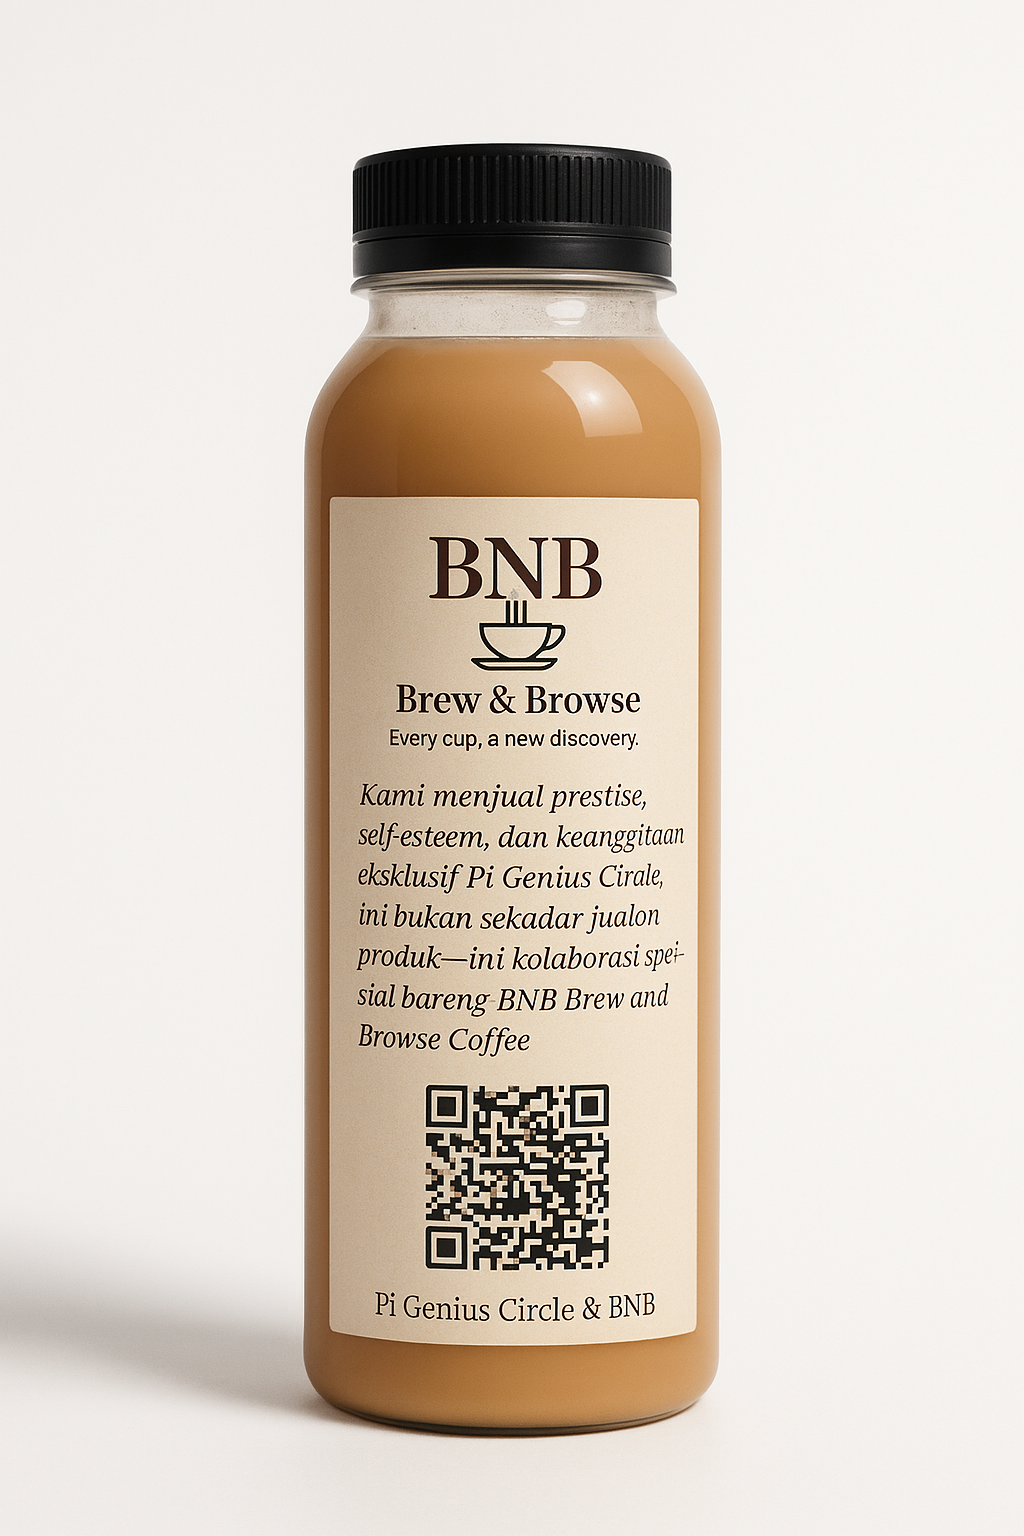 BNB
Brew & Browse
Every cup, a new discovery.
Kami menjual prestise,
self-esteem, dan keanggitaan
eksklusif Pi Genius Cirale,
ini bukan sekadar jualon
produk—ini kolaborasi spei-
sial bareng BNB Brew and
Browse Coffee
Pi Genius Circle & BNB